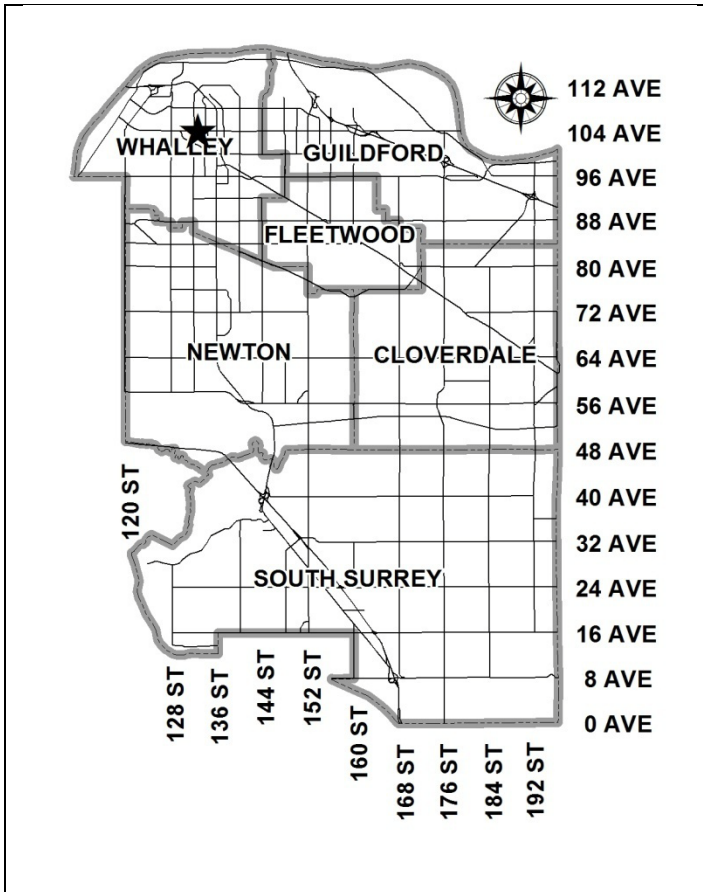 112 AVE
104 AVE
WHALLEY
GUILDFORD
96 AVE
88 AVE
FLEETWOOD
80 AVE
72 AVE
NEWTON
CLOVERDALE
64 AVE
56 AVE
48 AVE
120 ST
40 AVE
32 AVE
SOUTH SURREY
24 AVE
16 AVE
128 ST
136 ST
144 ST
152 ST
160 ST
8 AVE
0 AVE
168 ST
176 ST
184 ST
192 ST